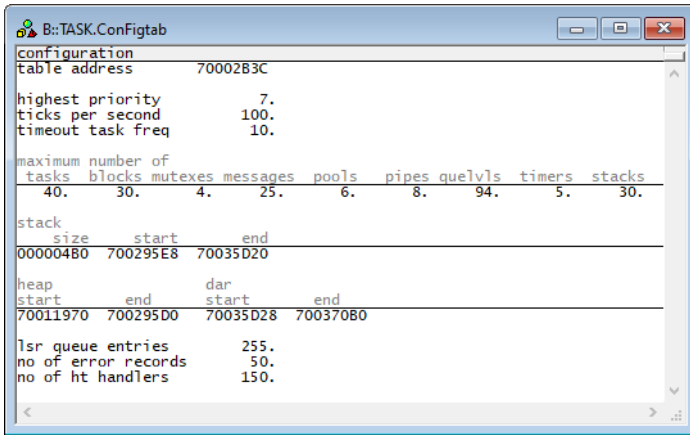 B::TASK.ConFigtab
configuration
table address 70002B3C
highest priority 7.
ticks per second 100.
timeout task freq 10.
maximum number of
tasks blocks mutexes messages pools pipes quelvls timers stacks
40. 30. 4. 25. 6. 8. 94. 5. 30.
stack
size start end
000004B0 700295E8 70035D20
heap dar
start end start end
70011970 700295D0 70035D28 700370B0
lsr queue entries 255.
no of error records 50.
no of ht handlers 150.